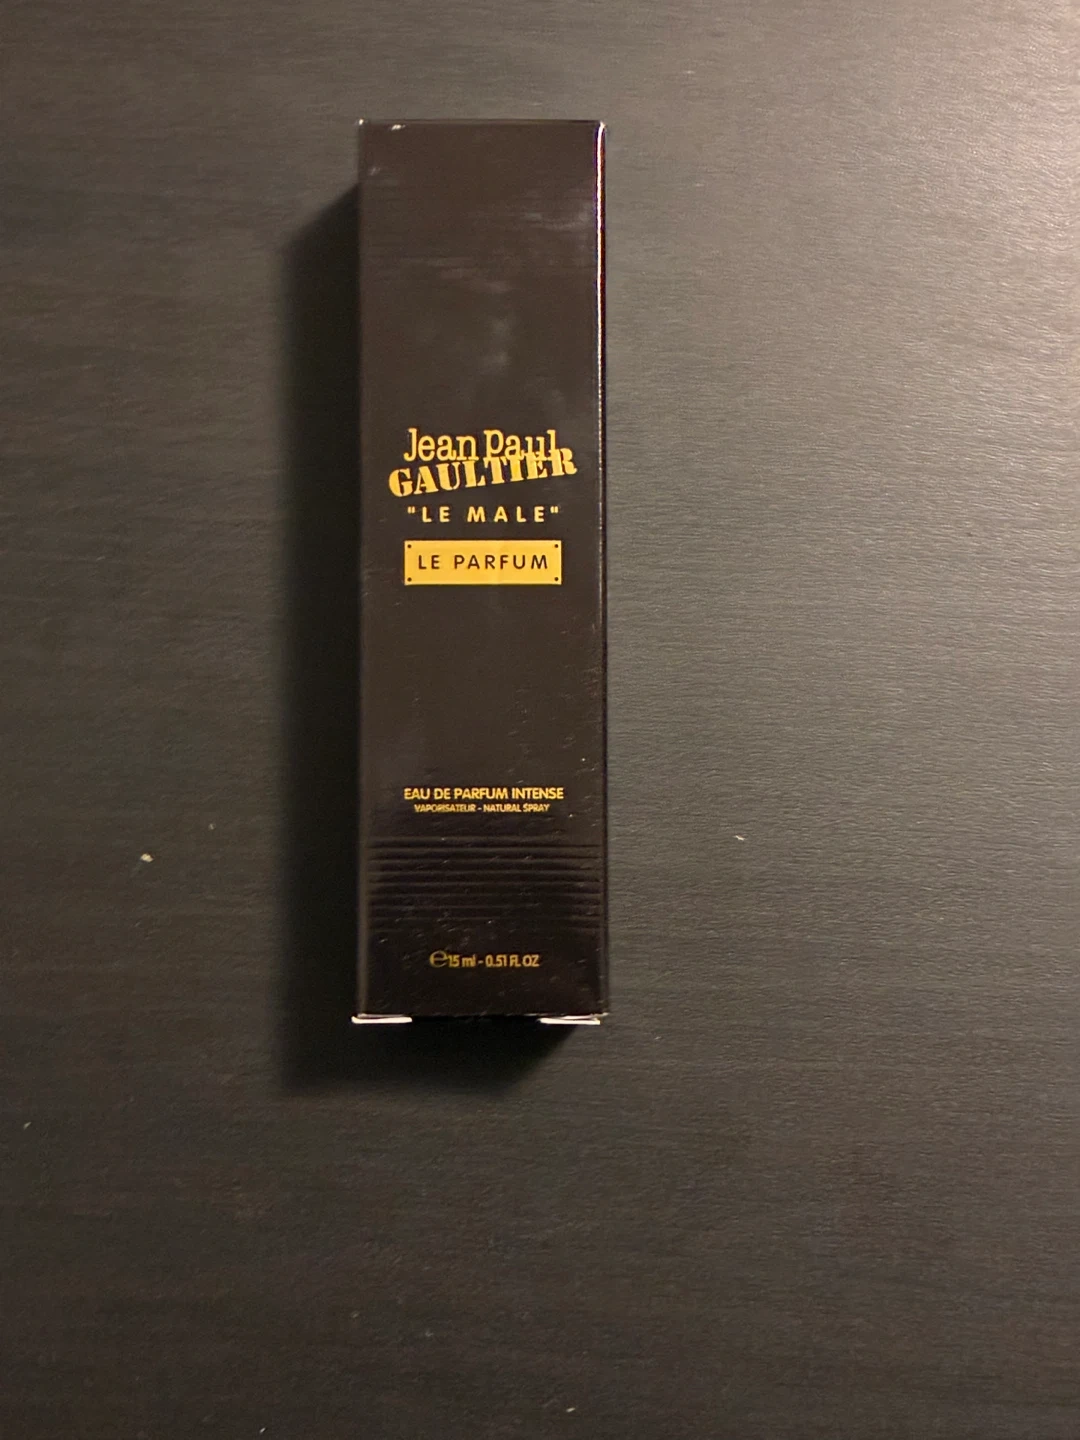 Jean Paul
GAULTIER
"LE MALE"
LE PARFUM
EAU DE PARFUM INTENSE
VAPORISATEUR - NATURAL SPRAY
℮15 ml - 0.51 FL OZ